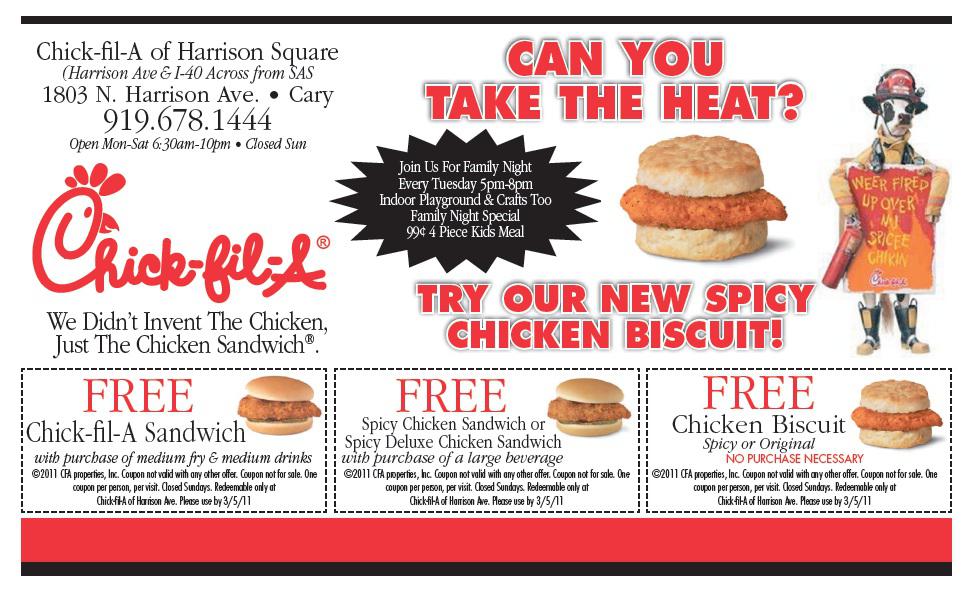 Chick-fil-A of Harrison Square
(Harrison Ave & I-40 Across from SAS
1803 N. Harrison Ave. • Cary
919.678.1444
Open Mon-Sat 6:30am-10pm • Closed Sun
Chick-fil-A®
We Didn't Invent The Chicken,
Just The Chicken Sandwich®.
CAN YOU
TAKE THE HEAT?
Join Us For Family Night
Every Tuesday 5pm-8pm
Indoor Playground & Crafts Too
Family Night Special
99¢ 4 Piece Kids Meal
TRY OUR NEW SPICY
CHICKEN BISCUIT!
WEER FIRED
UP OVER
NU
SPICEE
CHIKIN
Chick-fil-A
FREE
Chick-fil-A Sandwich
with purchase of medium fry & medium drinks
©2011 CFA properties, Inc. Coupon not valid with any other offer. Coupon not for sale. One
coupon per person, per visit. Closed Sundays. Redeemable only at
Chick-fil-A of Harrison Ave. Please use by 3/5/11
FREE
Spicy Chicken Sandwich or
Spicy Deluxe Chicken Sandwich
with purchase of a large beverage
©2011 CFA properties, Inc. Coupon not valid with any other offer. Coupon not for sale. One
coupon per person, per visit. Closed Sundays. Redeemable only at
Chick-fil-A of Harrison Ave. Please use by 3/5/11
FREE
Chicken Biscuit
Spicy or Original
NO PURCHASE NECESSARY
©2011 CFA properties, Inc. Coupon not valid with any other offer. Coupon not for sale. One
coupon per person, per visit. Closed Sundays. Redeemable only at
Chick-fil-A of Harrison Ave. Please use by 3/5/11